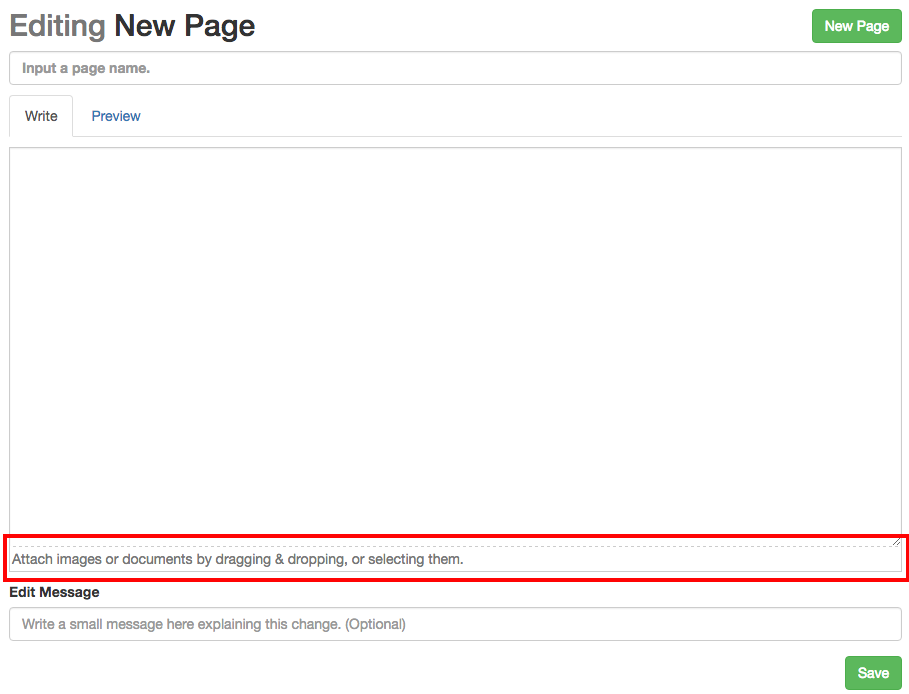 Editing New Page
New Page
Input a page name.
Write
Preview
Attach images or documents by dragging & dropping, or selecting them.
Edit Message
Write a small message here explaining this change. (Optional)
Save